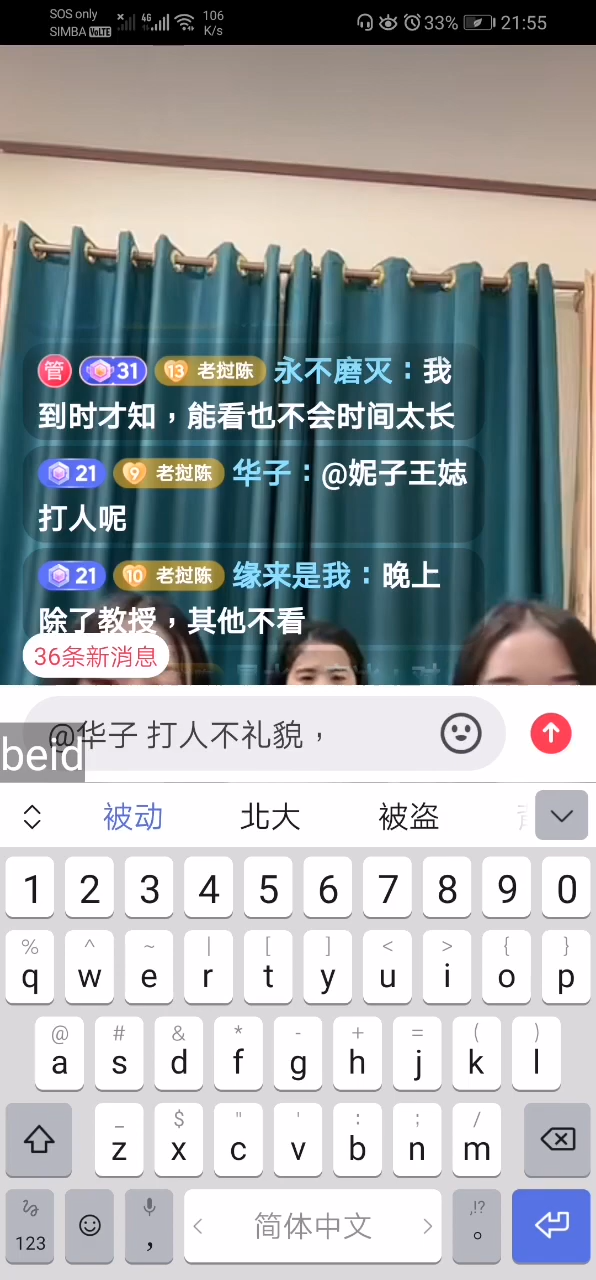 SOS only
SIMBA VoLTE
4G
106
K/s
33%
21:55
管 31 13 老挝陈 永不磨灭：我
到时才知，能看也不会时间太长
21 9 老挝陈 华子：@妮子王娡
打人呢
21 10 老挝陈 缘来是我：晚上
除了教授，其他不看
36条新消息
@华子 打人不礼貌，
beid
被动 北大 被盗
1 2 3 4 5 6 7 8 9 0
% ^ ~ | [ ] < > { }
q w e r t y u i o p
@ # & * - + = ( )
a s d f g h j k l
_ $ " ' : ; /
z x c v b n m
,!?
123 , < 简体中文 > 。